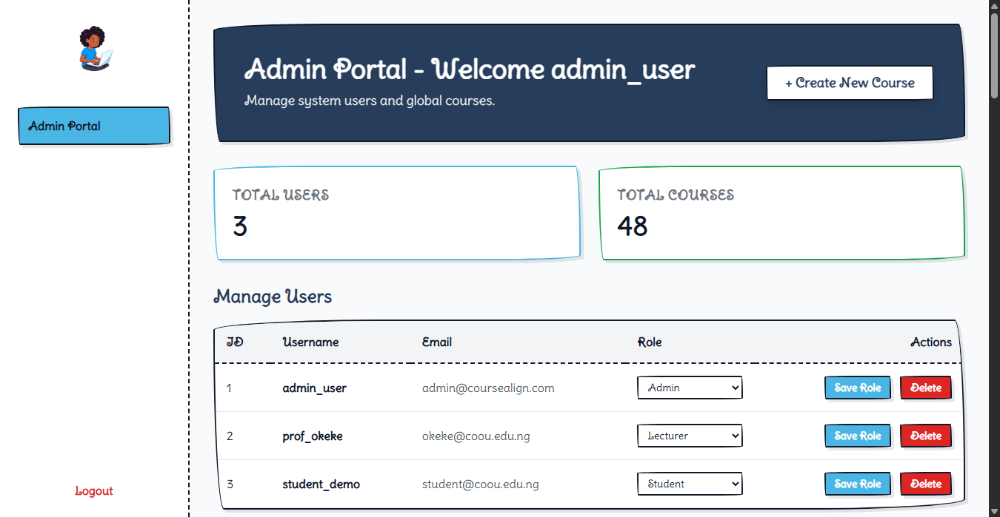 Admin Portal
Logout
Admin Portal - Welcome admin_user
Manage system users and global courses.
+ Create New Course
TOTAL USERS
3
TOTAL COURSES
48
Manage Users
ID Username Email Role Actions
1 admin_user admin@coursealign.com Admin Save Role Delete
2 prof_okeke okeke@coou.edu.ng Lecturer Save Role Delete
3 student_demo student@coou.edu.ng Student Save Role Delete